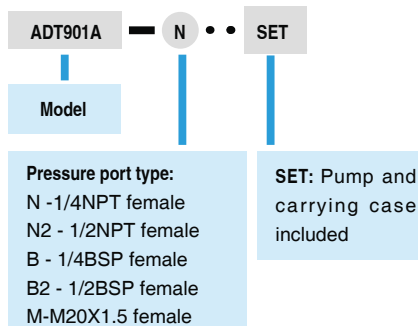 ADT901A — N • • SET
Model
Pressure port type:
N -1/4NPT female
N2 - 1/2NPT female
B - 1/4BSP female
B2 - 1/2BSP female
M-M20X1.5 female
SET: Pump and
carrying case
included